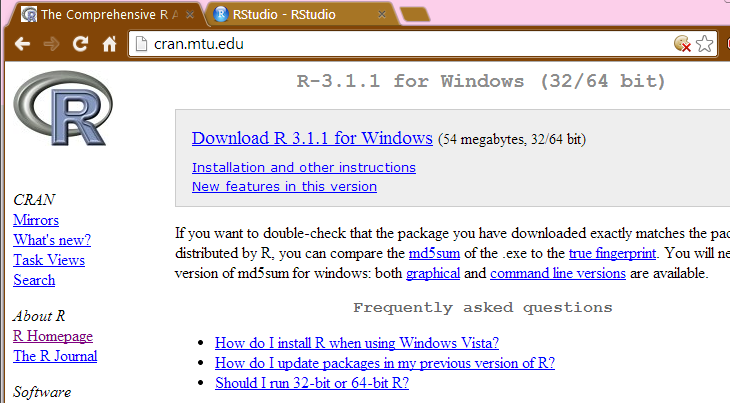 The Comprehensive R A
RStudio - RStudio
cran.mtu.edu
R
R-3.1.1 for Windows (32/64 bit)
Download R 3.1.1 for Windows (54 megabytes, 32/64 bit)
Installation and other instructions
New features in this version
CRAN
Mirrors
What's new?
Task Views
Search
About R
R Homepage
The R Journal
Software
If you want to double-check that the package you have downloaded exactly matches the pac
distributed by R, you can compare the md5sum of the .exe to the true fingerprint. You will ne
version of md5sum for windows: both graphical and command line versions are available.
Frequently asked questions
• How do I install R when using Windows Vista?
• How do I update packages in my previous version of R?
• Should I run 32-bit or 64-bit R?